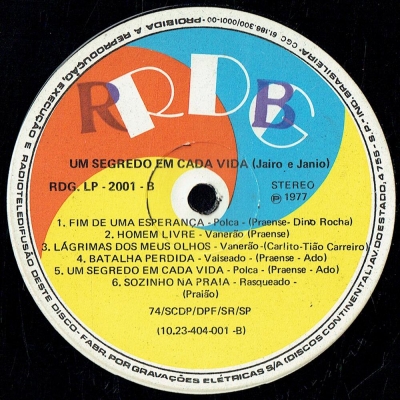 RRDBC
UM SEGREDO EM CADA VIDA (Jairo e Janio)
RDG. LP - 2001 - B
STEREO
Ⓟ 1977
1. FIM DE UMA ESPERANÇA - Polca - (Praense-Dino Rocha)
2. HOMEM LIVRE - Vanerão (Praense)
3. LÁGRIMAS DOS MEUS OLHOS - Vanerão-(Carlito-Tião Carreiro)
4. BATALHA PERDIDA - Valseado - (Praense - Ado)
5. UM SEGREDO EM CADA VIDA - Polca - (Praense - Ado)
6. SOZINHO NA PRAIA - Rasqueado -
(Praião)
74/SCDP/DPF/SR/SP
(10.23-404-001 -B)
PROIBIDA A REPRODUÇÃO, EXECUÇÃO E RADIOTELEDIFUSÃO DESTE DISCO - FABR. POR GRAVAÇÕES ELÉTRICAS S/A (DISCOS CONTINENTAL) AV. DO ESTADO, 4755 - S.P. - IND. BRASILEIRA - CGC 61.186.300/0001-00 -